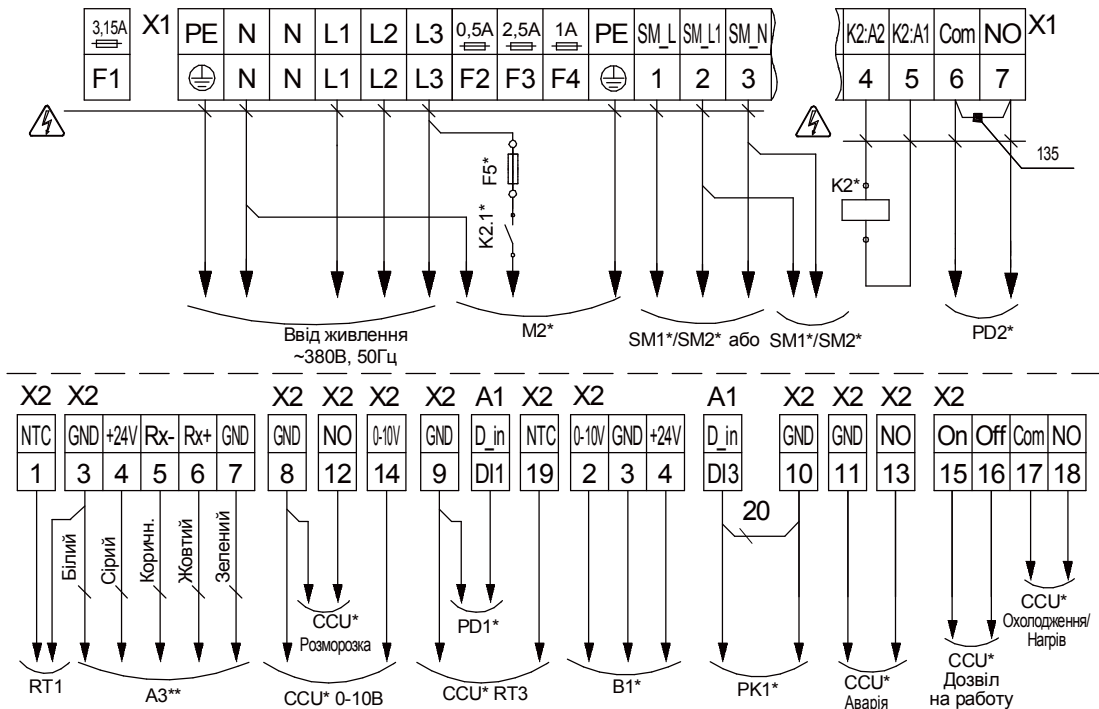 3,15A X1 PE N N L1 L2 L3 0,5A 2,5A 1A PE SM_L SM_L1 SM_N K2:A2 K2:A1 Com NO X1
F1 N N L1 L2 L3 F2 F3 F4 1 2 3 4 5 6 7
135
F5*
K2.1*
K2*
Ввід живлення
~380В, 50Гц
M2*
SM1*/SM2* або SM1*/SM2*
PD2*
X2 X2 X2 X2 X2 X2 A1 X2 X2 A1 X2 X2 X2 X2
NTC GND +24V Rx- Rx+ GND GND NO 0-10V GND D_in NTC 0-10V GND +24V D_in GND GND NO On Off Com NO
1 3 4 5 6 7 8 12 14 9 DI1 19 2 3 4 DI3 10 11 13 15 16 17 18
20
Білий
Сірий
Коричн.
Жовтий
Зелений
CCU*
Розморозка
PD1*
CCU*
Охолодження/
Нагрів
RT1
A3**
CCU* 0-10В
CCU* RT3
B1*
PK1*
CCU*
Аварія
CCU*
Дозвіл
на работу